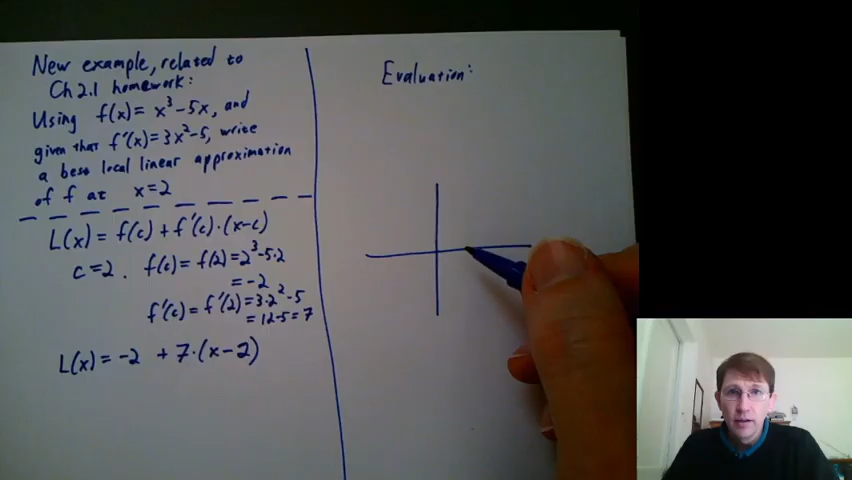 New example, related to
Ch 2.1 homework:
Using f(x) = x³ - 5x, and
given that f'(x) = 3x² - 5, write
a best local linear approximation
of f at x = 2
L(x) = f(c) + f'(c)·(x-c)
c = 2. f(c) = f(2) = 2³ - 5·2
= -2
f'(c) = f'(2) = 3·2² - 5
= 12 - 5 = 7
L(x) = -2 + 7·(x-2)
Evaluation: